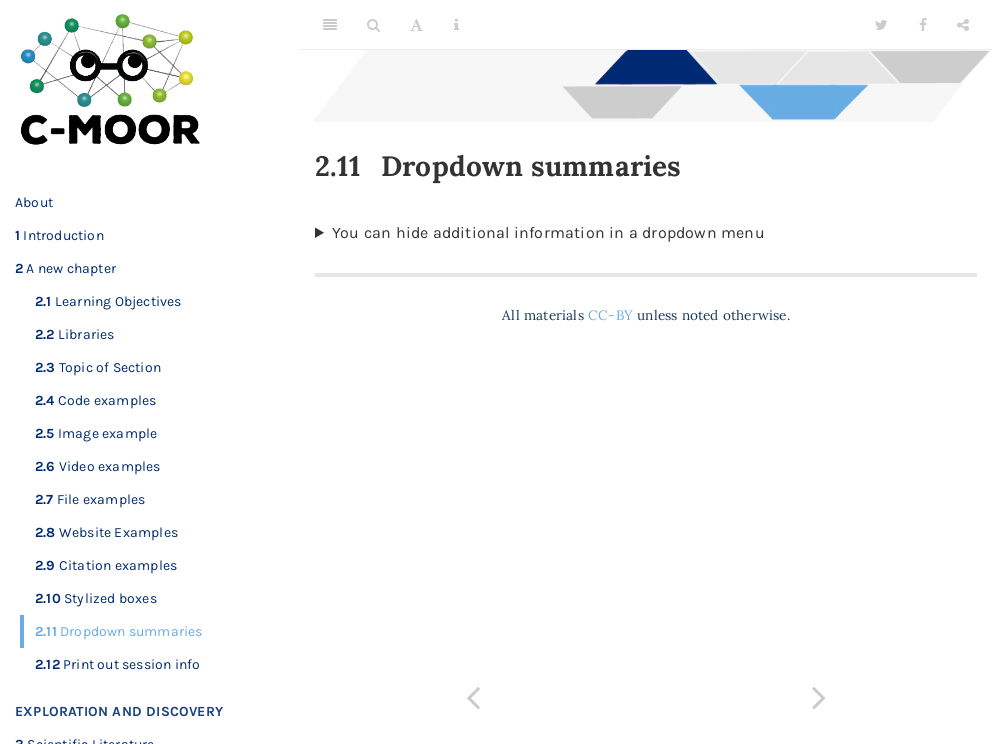 C-MOOR
About
1 Introduction
2 A new chapter
2.1 Learning Objectives
2.2 Libraries
2.3 Topic of Section
2.4 Code examples
2.5 Image example
2.6 Video examples
2.7 File examples
2.8 Website Examples
2.9 Citation examples
2.10 Stylized boxes
2.11 Dropdown summaries
2.12 Print out session info
EXPLORATION AND DISCOVERY
3 Scientific Literature
2.11 Dropdown summaries
You can hide additional information in a dropdown menu
All materials CC-BY unless noted otherwise.